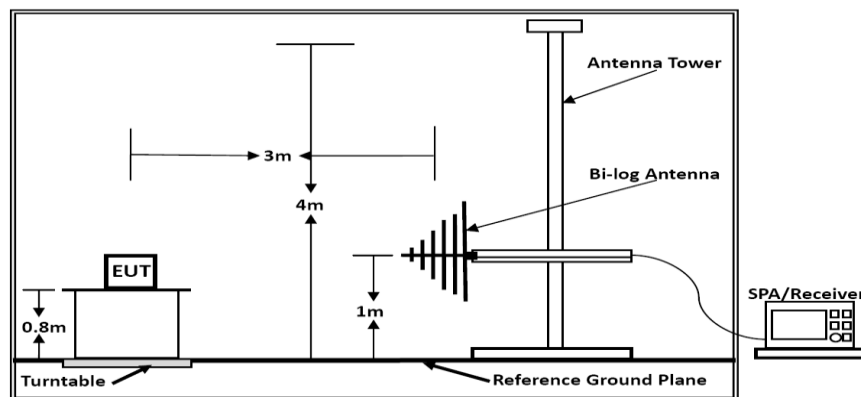 Antenna Tower
3m
Bi-log Antenna
4m
EUT
SPA/Receiver
0.8m
1m
Turntable
Reference Ground Plane